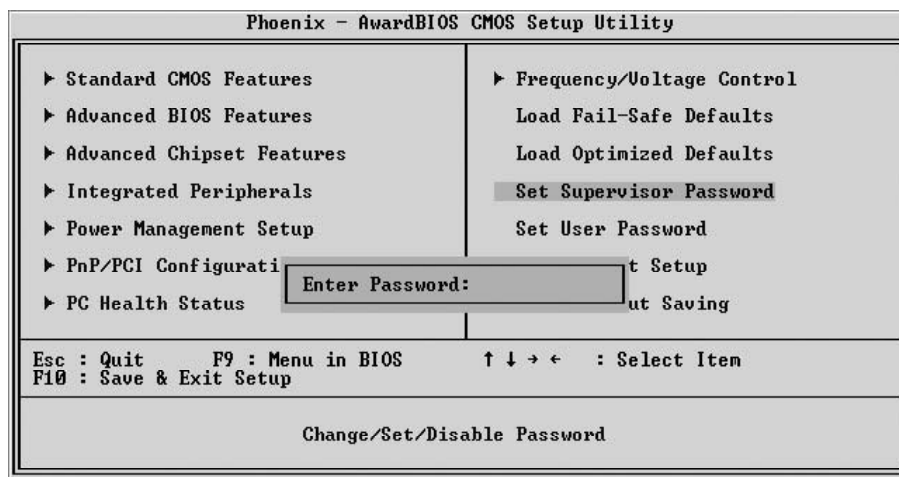 Phoenix - AwardBIOS CMOS Setup Utility
Standard CMOS Features
Advanced BIOS Features
Advanced Chipset Features
Integrated Peripherals
Power Management Setup
PnP/PCI Configurati
PC Health Status
Frequency/Voltage Control
Load Fail-Safe Defaults
Load Optimized Defaults
Set Supervisor Password
Set User Password
t Setup
ut Saving
Enter Password:
Esc : Quit F9 : Menu in BIOS ↑ ↓ → ← : Select Item
F10 : Save & Exit Setup
Change/Set/Disable Password